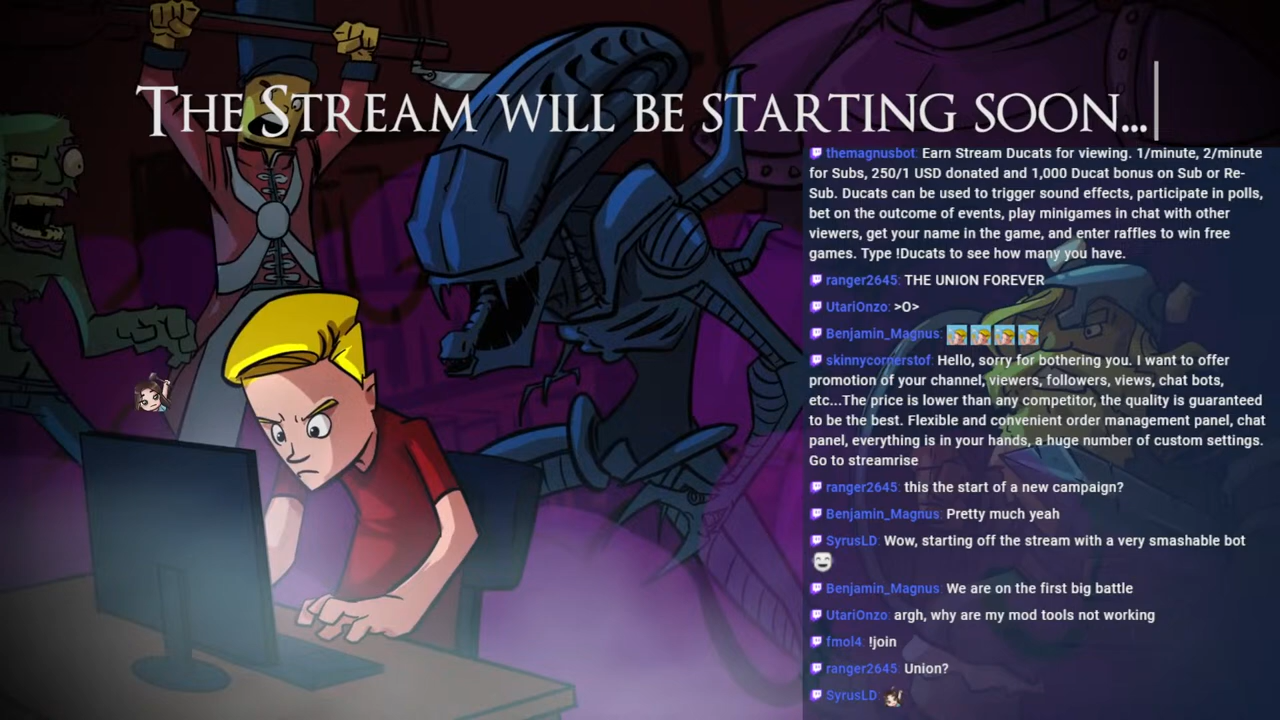 THE STREAM WILL BE STARTING SOON...
themagnusbot: Earn Stream Ducats for viewing. 1/minute, 2/minute
for Subs, 250/1 USD donated and 1,000 Ducat bonus on Sub or Re-
Sub. Ducats can be used to trigger sound effects, participate in polls,
bet on the outcome of events, play minigames in chat with other
viewers, get your name in the game, and enter raffles to win free
games. Type !Ducats to see how many you have.
ranger2645: THE UNION FOREVER
UtariOnzo: >O>
Benjamin_Magnus:
skinnycornerstof: Hello, sorry for bothering you. I want to offer
promotion of your channel, viewers, followers, views, chat bots,
etc...The price is lower than any competitor, the quality is guaranteed
to be the best. Flexible and convenient order management panel, chat
panel, everything is in your hands, a huge number of custom settings.
Go to streamrise
ranger2645: this the start of a new campaign?
Benjamin_Magnus: Pretty much yeah
SyrusLD: Wow, starting off the stream with a very smashable bot
Benjamin_Magnus: We are on the first big battle
UtariOnzo: argh, why are my mod tools not working
fmol4: !join
ranger2645: Union?
SyrusLD: